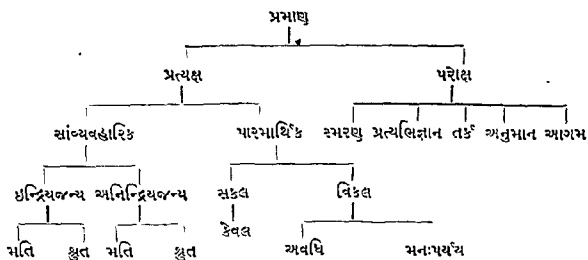 પ્રમાણ
પ્રત્યક્ષ પરોક્ષ
સાંવ્યવહારિક પારમાર્થિક સ્મરણ પ્રત્યભિજ્ઞાન તર્ક અનુમાન આગમ
ઇન્દ્રિયજન્ય અનિન્દ્રિયજન્ય સકલ વિકલ
મતિ શ્રુત મતિ શ્રુત કેવલ અવધિ મનઃપર્યય